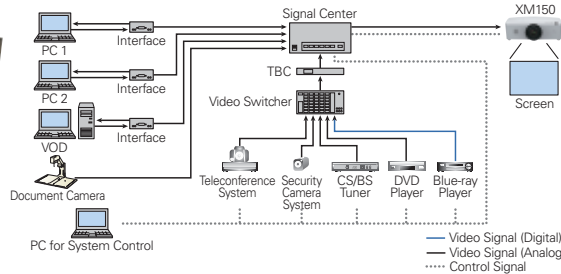 Signal Center
XM150
Interface
PC 1
TBC
Interface
PC 2
Video Switcher
Screen
Interface
VOD
Document Camera
Teleconference
System
Security
Camera
System
CS/BS
Tuner
DVD
Player
Blue-ray
Player
PC for System Control
Video Signal (Digital)
Video Signal (Analog
Control Signal